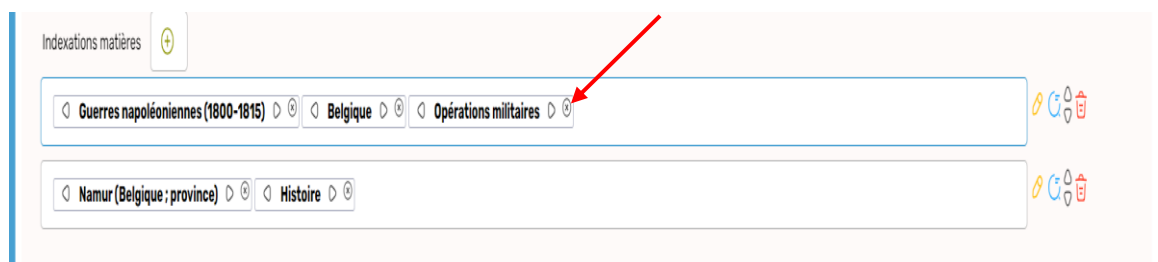 Indexations matières
Guerres napoléoniennes (1800-1815) Belgique Opérations militaires
Namur (Belgique ; province) Histoire